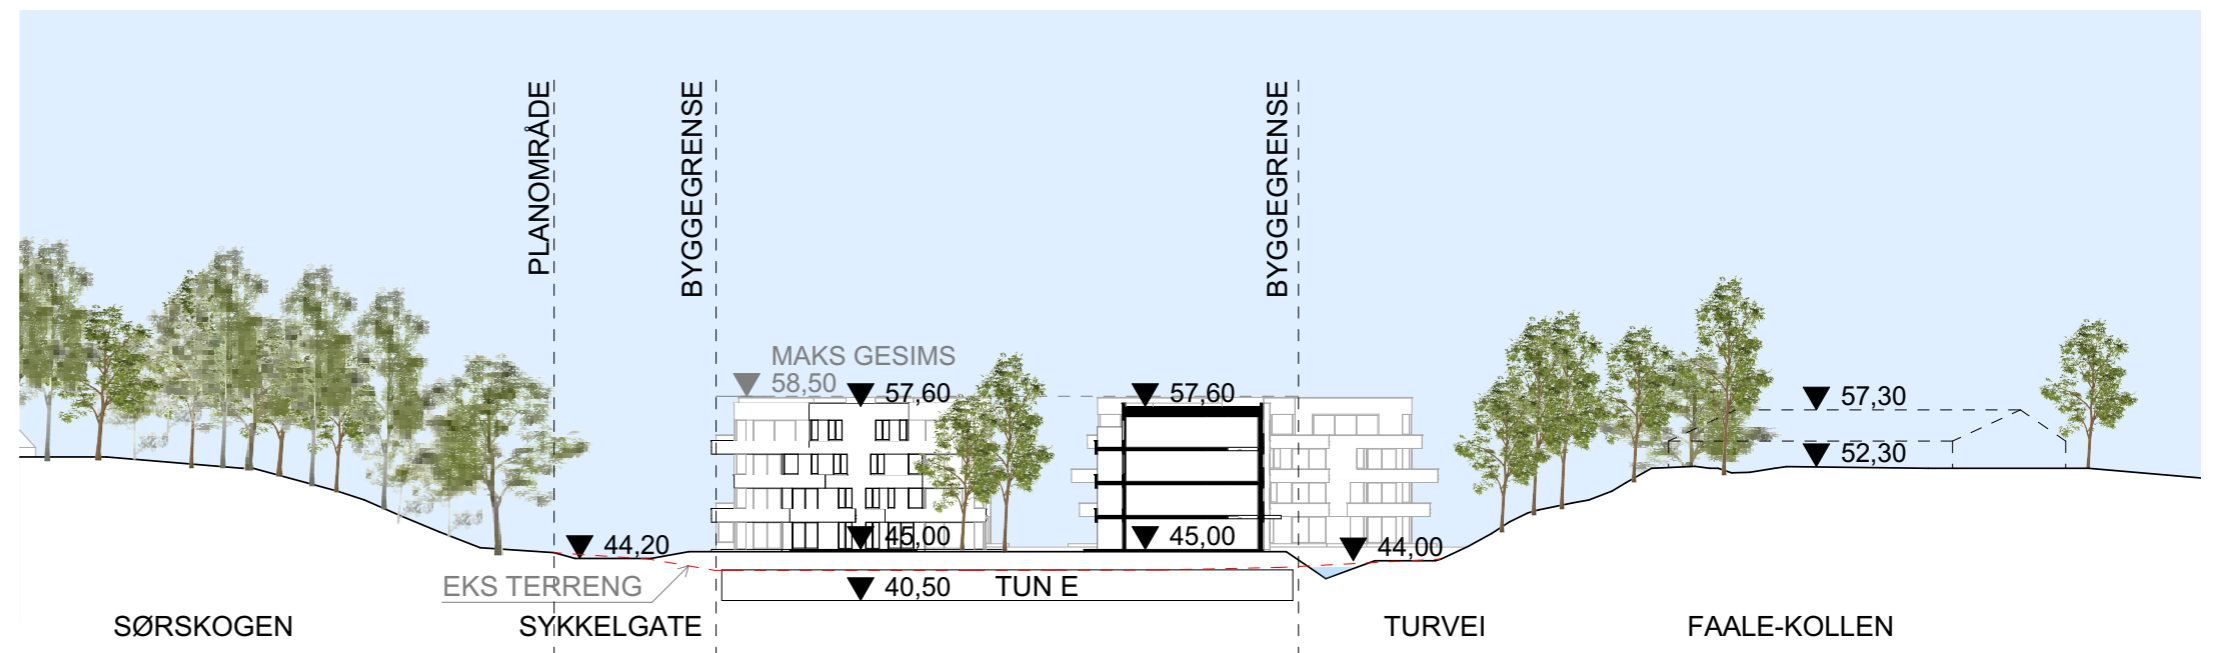 PLANOMRÅDE
BYGGEGRENSE
BYGGEGRENSE
MAKS GESIMS
58,50
57,60
57,60
57,30
52,30
44,20
45,00
45,00
44,00
EKS TERRENG
40,50
TUN E
SØRSKOGEN
SYKKELGATE
TURVEI
FAALE-KOLLEN